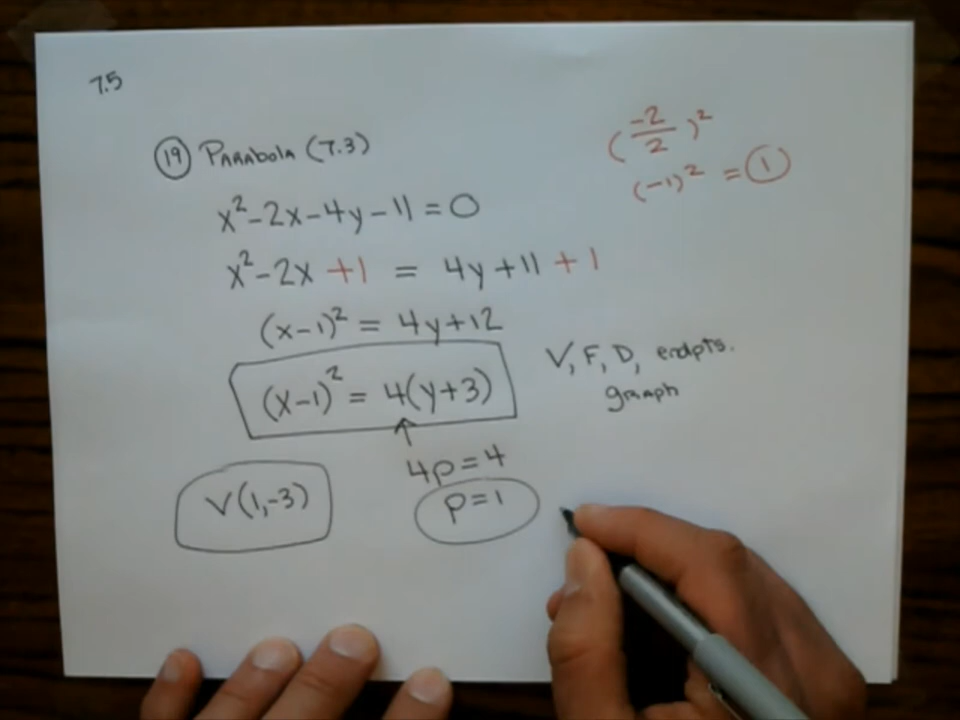 7.5
19 Parabola (7.3)
(-2/2)²
(-1)² = 1
x²-2x-4y-11=0
x²-2x +1 = 4y+11 +1
(x-1)² = 4y+12
(x-1)² = 4(y+3)
V, F, D, endpts.
graph
↑
4p=4
V(1,-3)
p=1